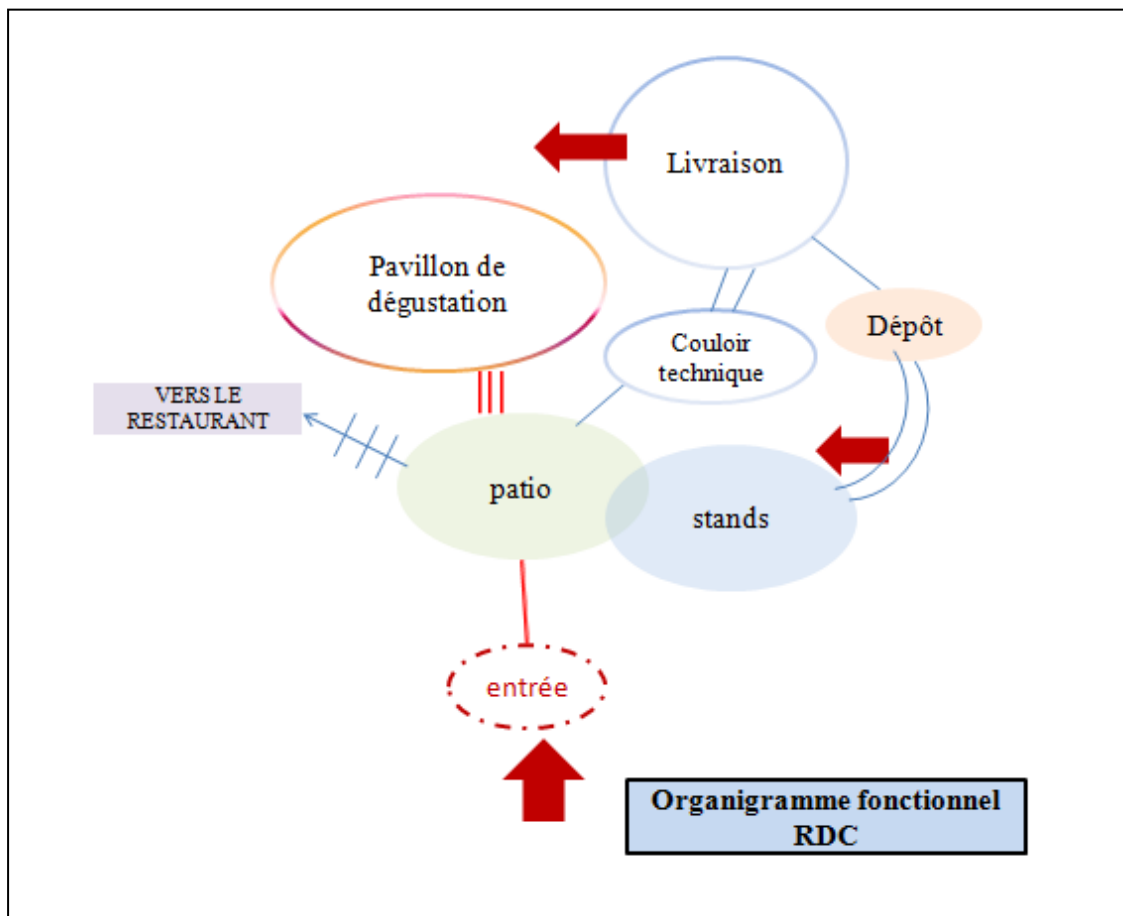 Livraison
Pavillon de
dégustation
Dépôt
Couloir
technique
VERS LE
RESTAURANT
patio
stands
entrée
Organigramme fonctionnel
RDC